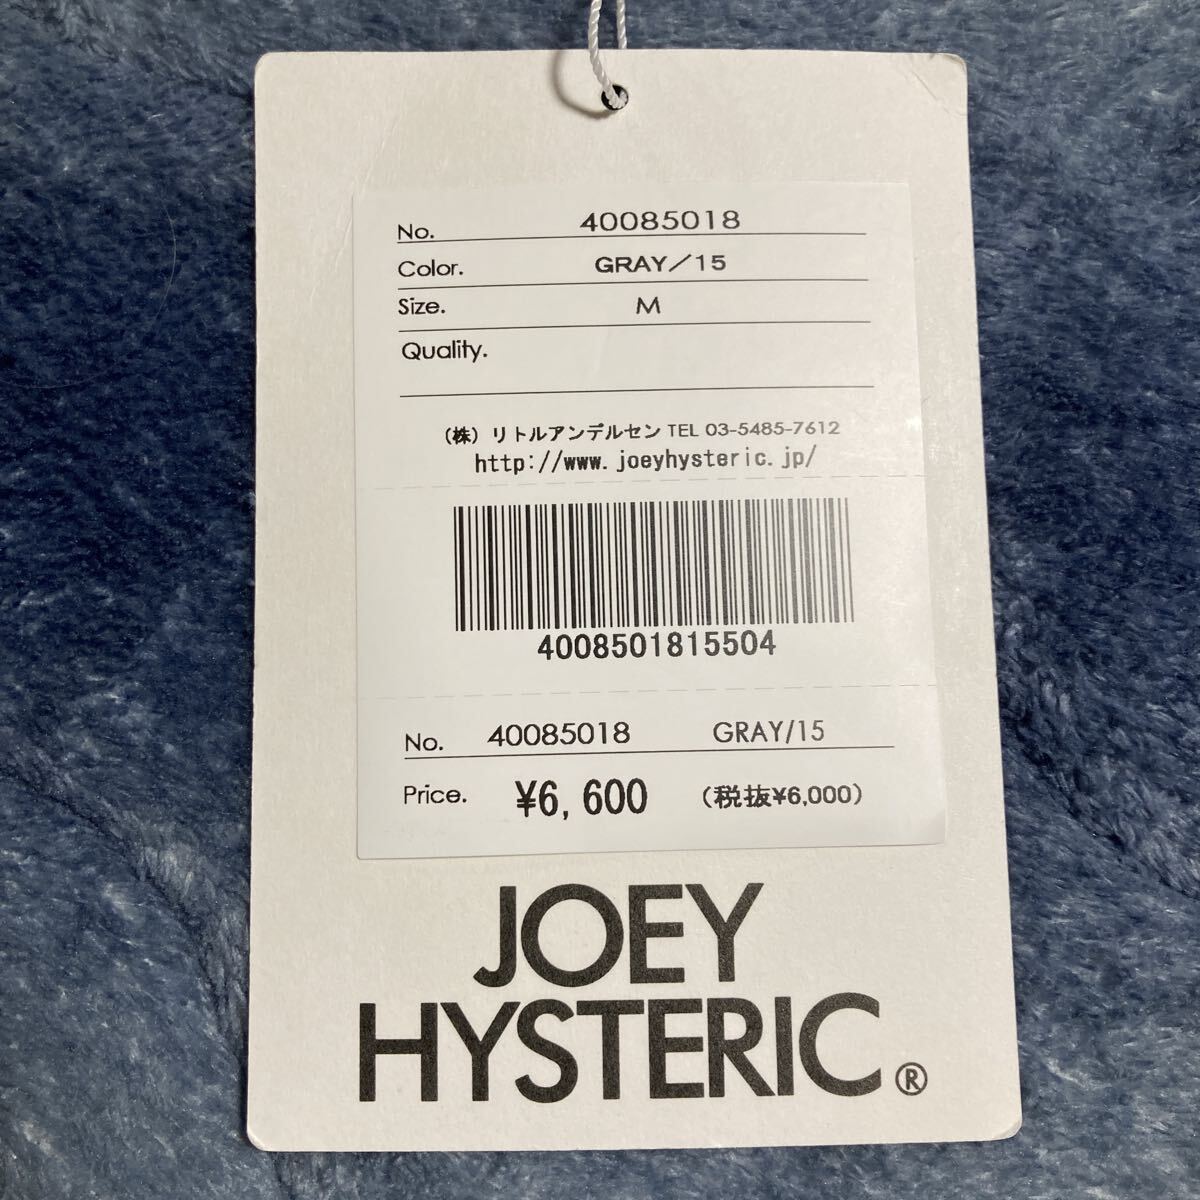 No. 40085018
Color. GRAY／15
Size. M
Quality.
（株）リトルアンデルセン TEL 03-5485-7612
http://www.joeyhysteric.jp/
4008501815504
No. 40085018 GRAY/15
Price. ¥6,600 （税抜¥6,000）
JOEY
HYSTERIC®